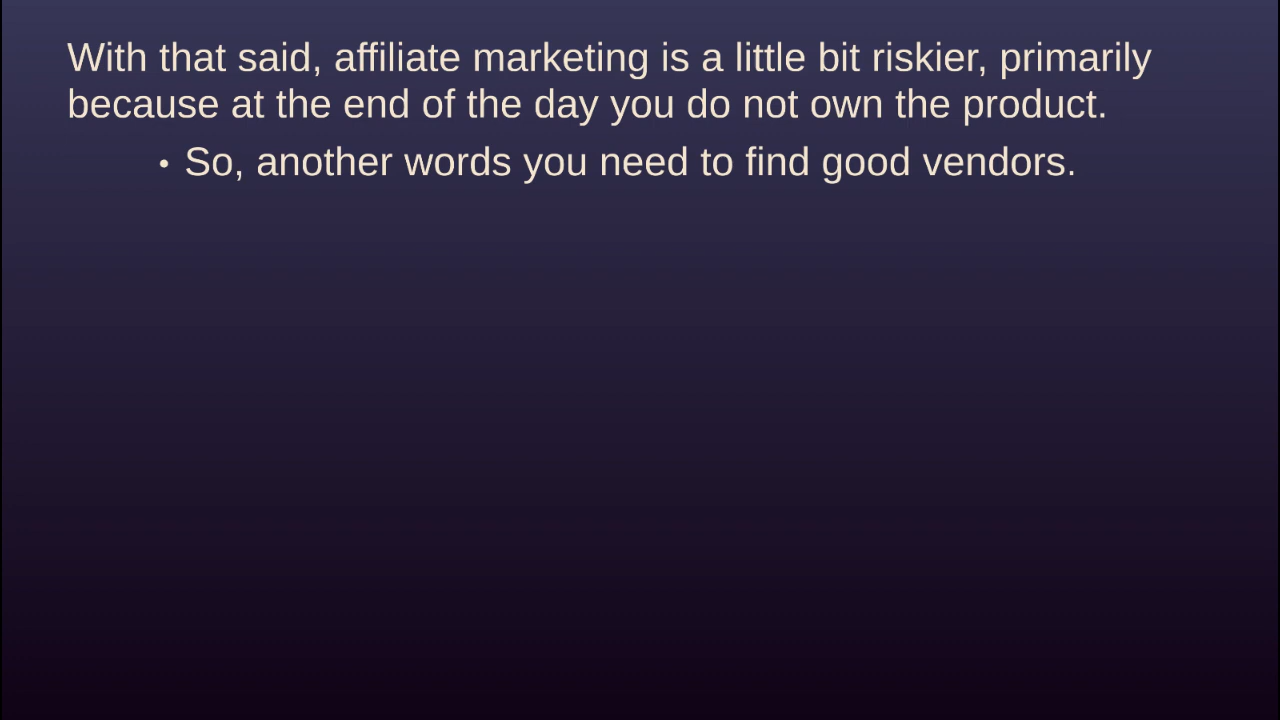 With that said, affiliate marketing is a little bit riskier, primarily
because at the end of the day you do not own the product.
• So, another words you need to find good vendors.